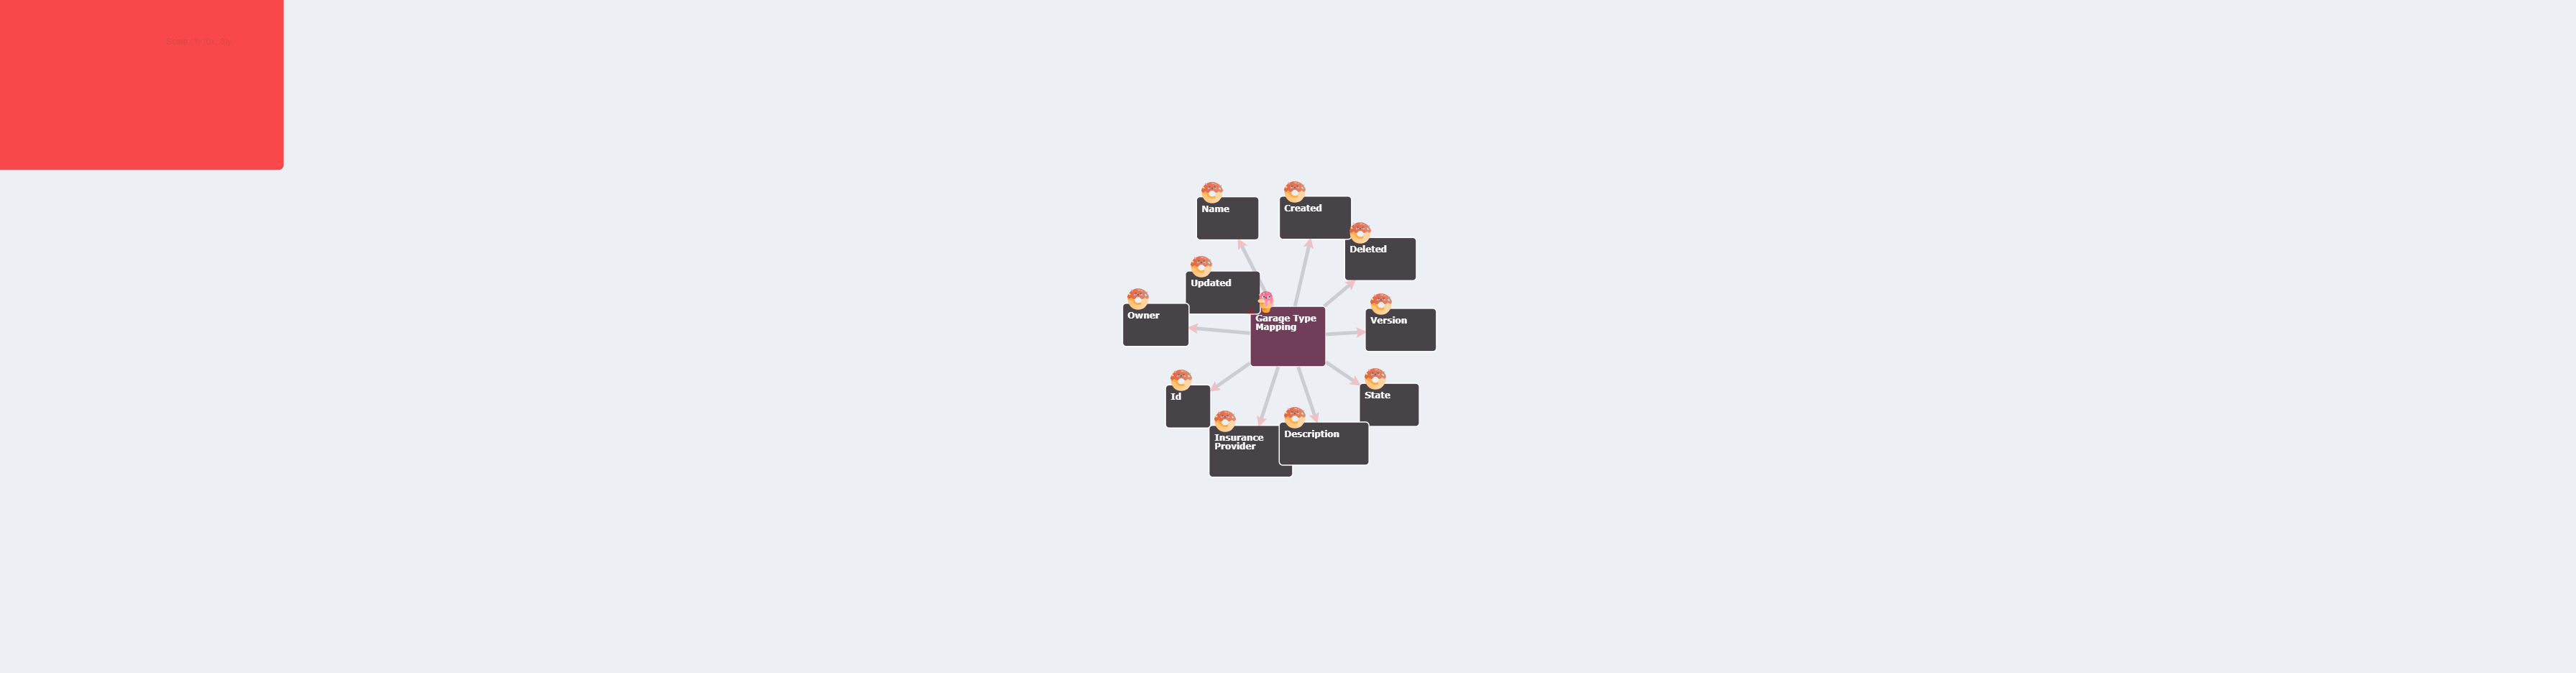 Name
Created
Deleted
Updated
Owner
Garage Type
Mapping
Version
Id
State
Insurance
Provider
Description